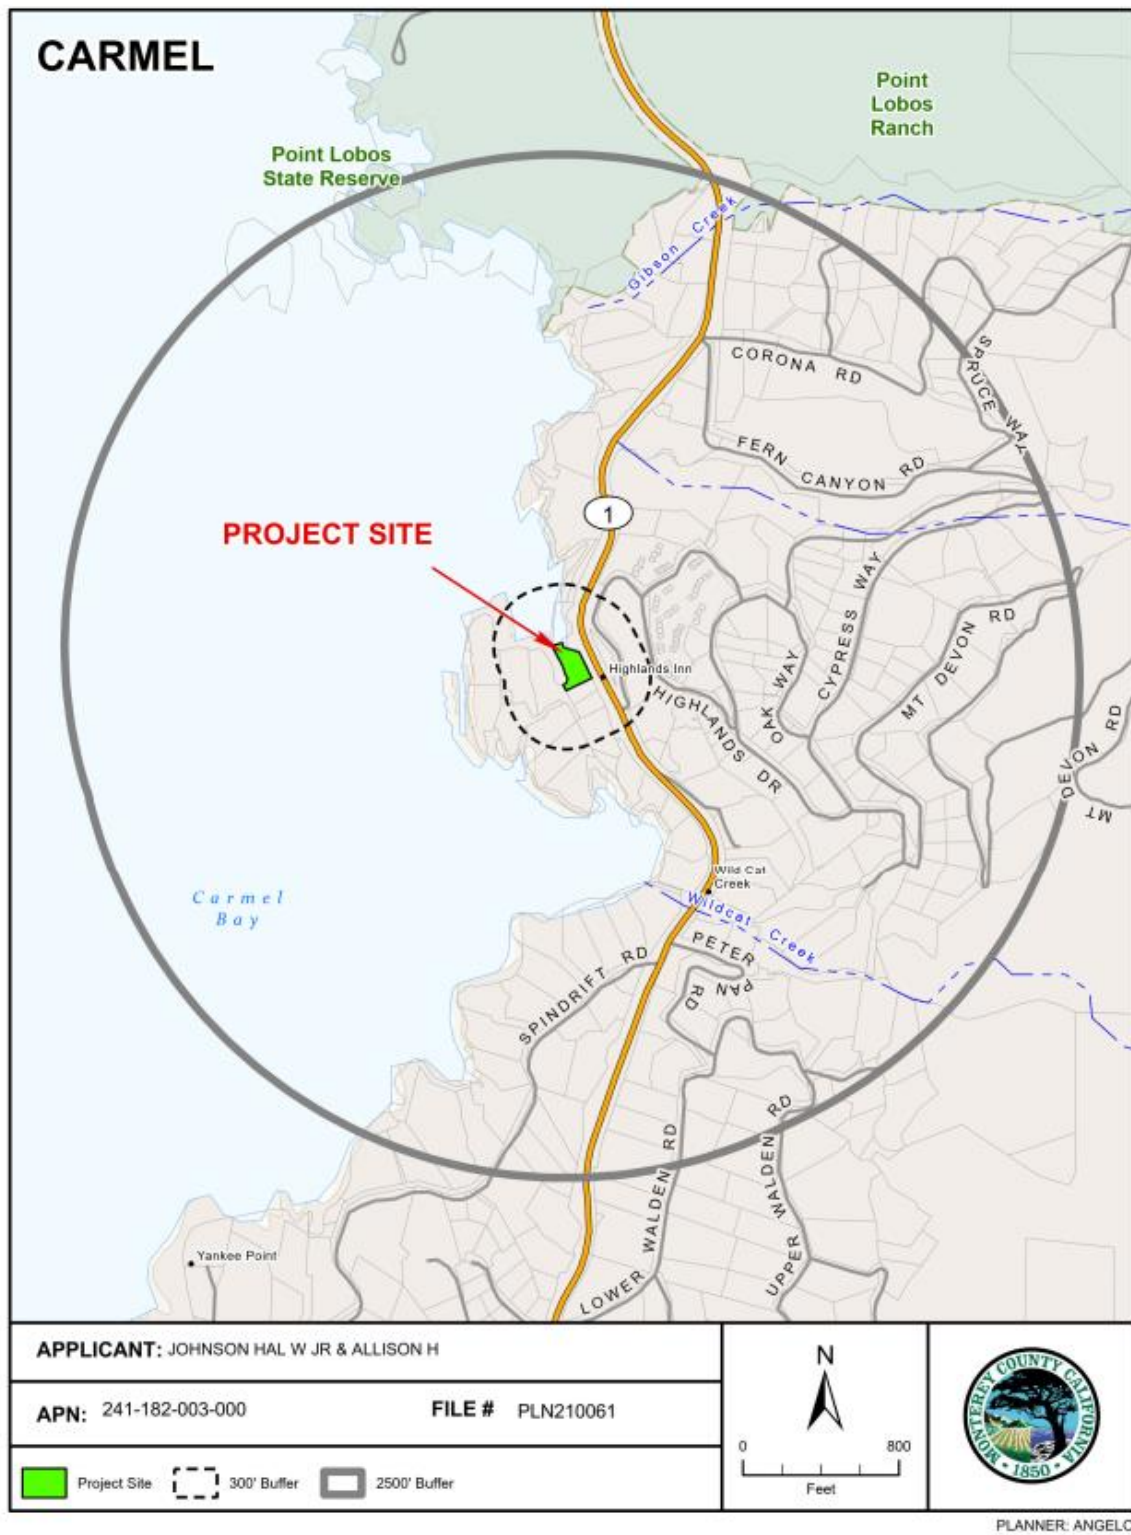 CARMEL
Point
Lobos
Ranch
Point Lobos
State Reserve
Gibson Creek
CORONA RD
SPRUCE WAY
FERN CANYON RD
1
PROJECT SITE
CYPRESS WAY
MT DEVON RD
OAK WAY
Highlands Inn
HIGHLANDS DR
MT DEVON RD
Wild Cat
Creek
Carmel
Bay
Wildcat Creek
PETER PAN RD
SPINDRIFT RD
LOWER WALDEN RD
UPPER WALDEN RD
Yankee Point
APPLICANT: JOHNSON HAL W JR & ALLISON H
APN: 241-182-003-000 FILE # PLN210061
Project Site 300' Buffer 2500' Buffer
N
0 800
Feet
MONTEREY COUNTY CALIFORNIA
• 1850 •
PLANNER: ANGELO